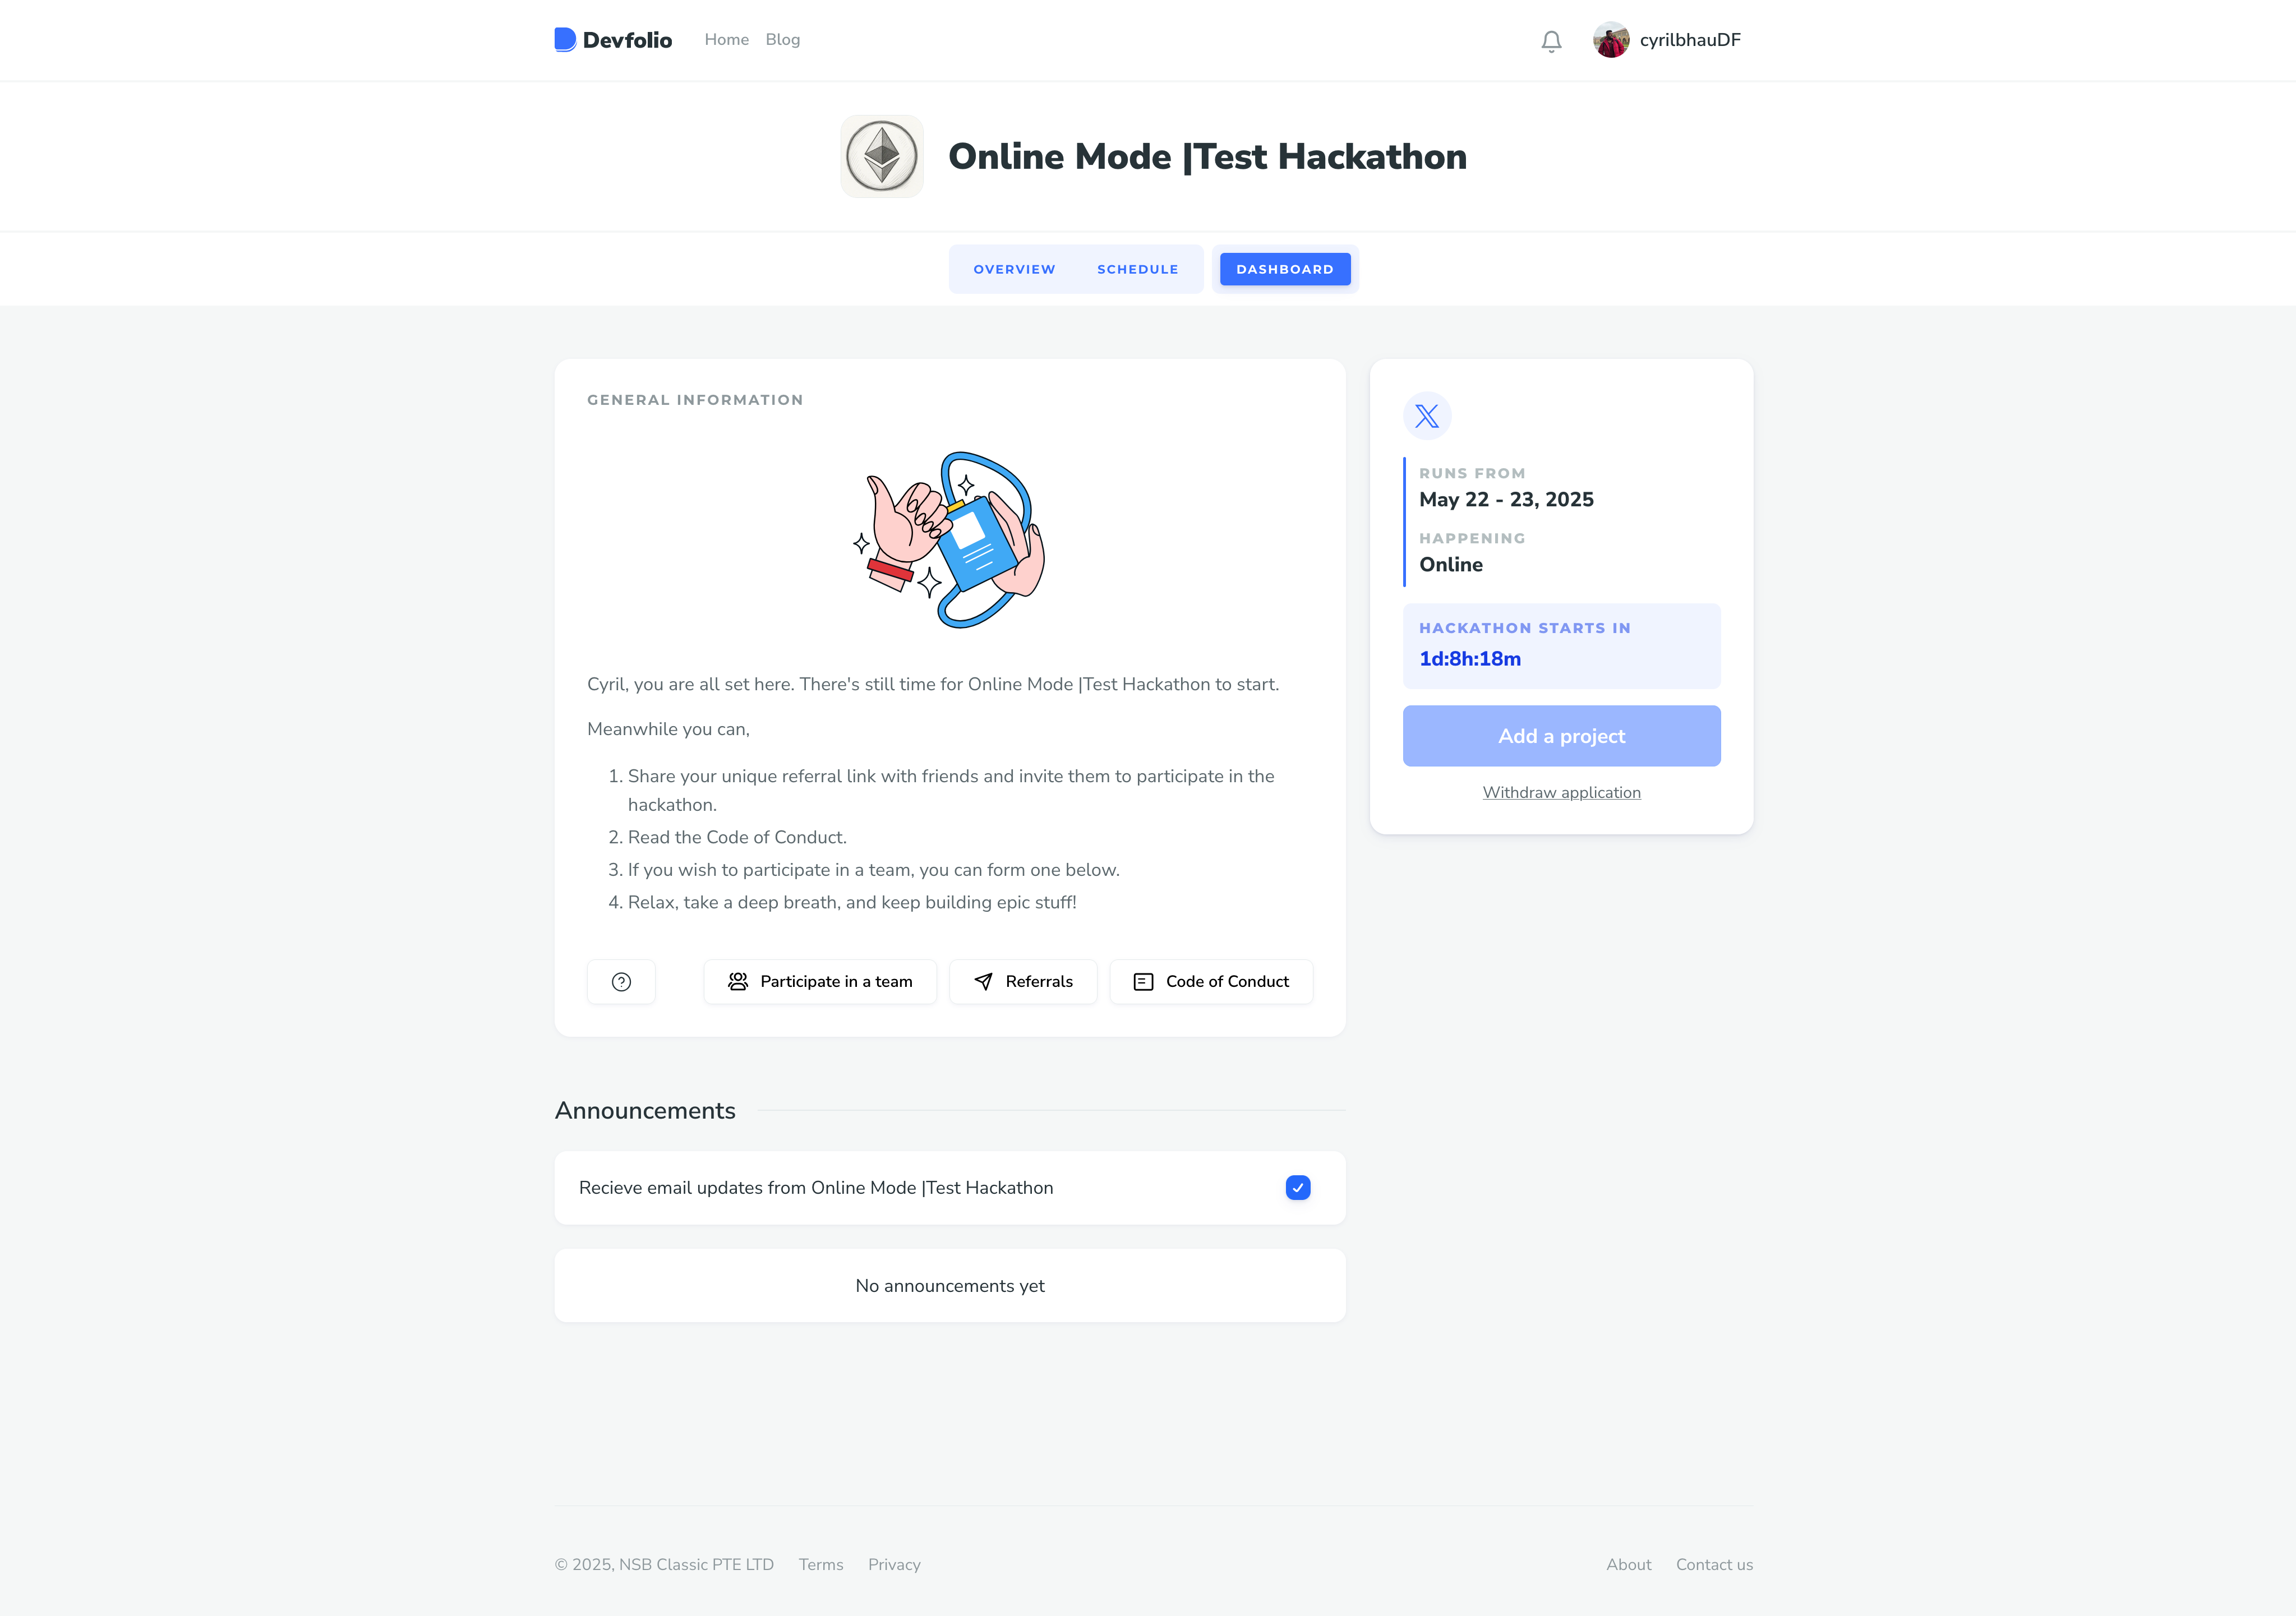 Devfolio
Home
Blog
cyrilbhauDF
Online Mode |Test Hackathon
OVERVIEW
SCHEDULE
DASHBOARD
GENERAL INFORMATION
Cyril, you are all set here. There's still time for Online Mode |Test Hackathon to start.
Meanwhile you can,
1. Share your unique referral link with friends and invite them to participate in the
hackathon.
2. Read the Code of Conduct.
3. If you wish to participate in a team, you can form one below.
4. Relax, take a deep breath, and keep building epic stuff!
Participate in a team
Referrals
Code of Conduct
RUNS FROM
May 22 - 23, 2025
HAPPENING
Online
HACKATHON STARTS IN
1d:8h:18m
Add a project
Withdraw application
Announcements
Recieve email updates from Online Mode |Test Hackathon
No announcements yet
© 2025, NSB Classic PTE LTD
Terms
Privacy
About
Contact us